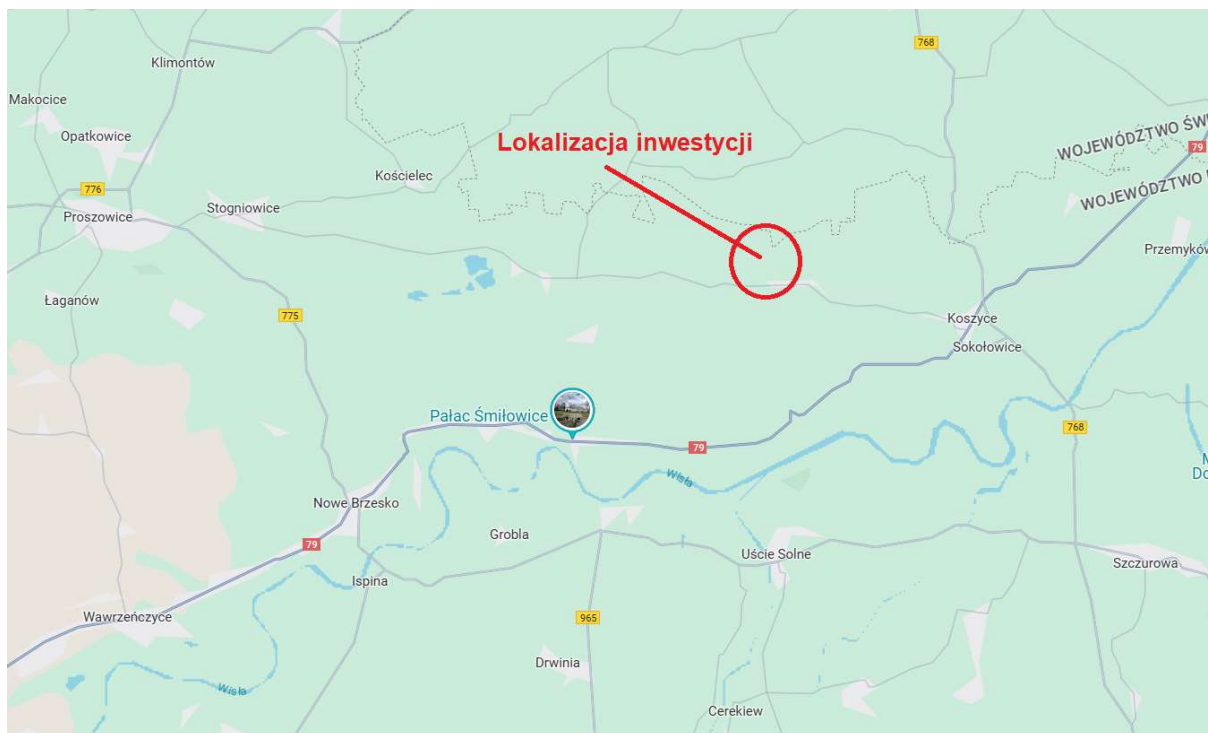 768
Klimontów
Makocice
Opatkowice
WOJEWÓDZTWO ŚW
79
Lokalizacja inwestycji
Kościelec
776
WOJEWÓDZTWO
Stogniowice
Proszowice
Przemyków
Łaganów
775
Koszyce
Sokołowice
Pałac Śmiłowice
768
79
Wisła
Do
Nowe Brzesko
Grobla
79
Uście Solne
Szczurowa
Ispina
Wawrzeńczyce
965
Drwinia
Wisła
Cerekiew